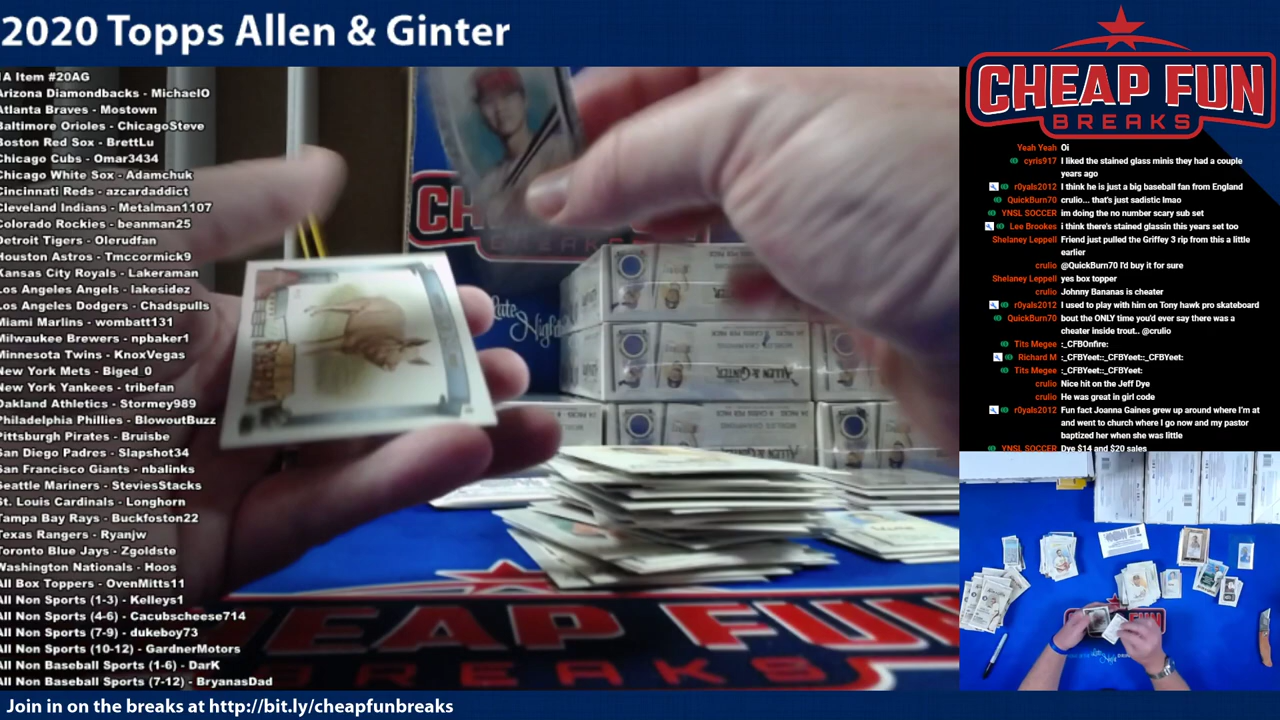 2020 Topps Allen & Ginter
1A Item #20AG
Arizona Diamondbacks - MichaelO
Atlanta Braves - Mostown
Baltimore Orioles - ChicagoSteve
Boston Red Sox - BrettLu
Chicago Cubs - Omar3434
Chicago White Sox - Adamchuk
Cincinnati Reds - azcardaddict
Cleveland Indians - Metalman1107
Colorado Rockies - beanman25
Detroit Tigers - Olerudfan
Houston Astros - Tmccormick9
Kansas City Royals - Lakeraman
Los Angeles Angels - lakesidez
Los Angeles Dodgers - Chadspulls
Miami Marlins - wombatt131
Milwaukee Brewers - npbaker1
Minnesota Twins - KnoxVegas
New York Mets - Biged_0
New York Yankees - tribefan
Oakland Athletics - Stormey989
Philadelphia Phillies - BlowoutBuzz
Pittsburgh Pirates - Bruisbe
San Diego Padres - Slapshot34
San Francisco Giants - nbalinks
Seattle Mariners - SteviesStacks
St. Louis Cardinals - Longhorn
Tampa Bay Rays - Buckfoston22
Texas Rangers - Ryanjw
Toronto Blue Jays - Zgoldste
Washington Nationals - Hoos
All Box Toppers - OvenMitts11
All Non Sports (1-3) - Kelleys1
All Non Sports (4-6) - Cacubscheese714
All Non Sports (7-9) - dukeboy73
All Non Sports (10-12) - GardnerMotors
All Non Baseball Sports (1-6) - DarK
All Non Baseball Sports (7-12) - BryanasDad
Join in on the breaks at http://bit.ly/cheapfunbreaks
CHEAP FUN
BREAKS
Yeah Yeah Oi
cyris917 I liked the stained glass minis they had a couple
years ago
r0yals2012 I think he is just a big baseball fan from England
QuickBurn70 crulio... that's just sadistic lmao
YNSL SOCCER im doing the no number scary sub set
Lee Brookes i think there's stained glassin this years set too
Shelaney Leppell Friend just pulled the Griffey 3 rip from this a little
earlier
crulio @QuickBurn70 I'd buy it for sure
Shelaney Leppell yes box topper
crulio Johnny Bananas is cheater
r0yals2012 I used to play with him on Tony hawk pro skateboard
QuickBurn70 bout the ONLY time you'd ever say there was a
cheater inside trout.. @crulio
Tits Megee :_CFBOnfire:
Richard M :_CFBYeet::_CFBYeet::_CFBYeet:
Tits Megee :_CFBYeet::_CFBYeet:
crulio Nice hit on the Jeff Dye
crulio He was great in girl code
r0yals2012 Fun fact Joanna Gaines grew up around where I'm at
and went to church where I go now and my pastor
baptized her when she was little
YNSL SOCCER Dye $14 and $20 sales
CH
Late Night
ALLEN & GINTER
ALLEN & GINTER
CHEAP FUN
BREAKS